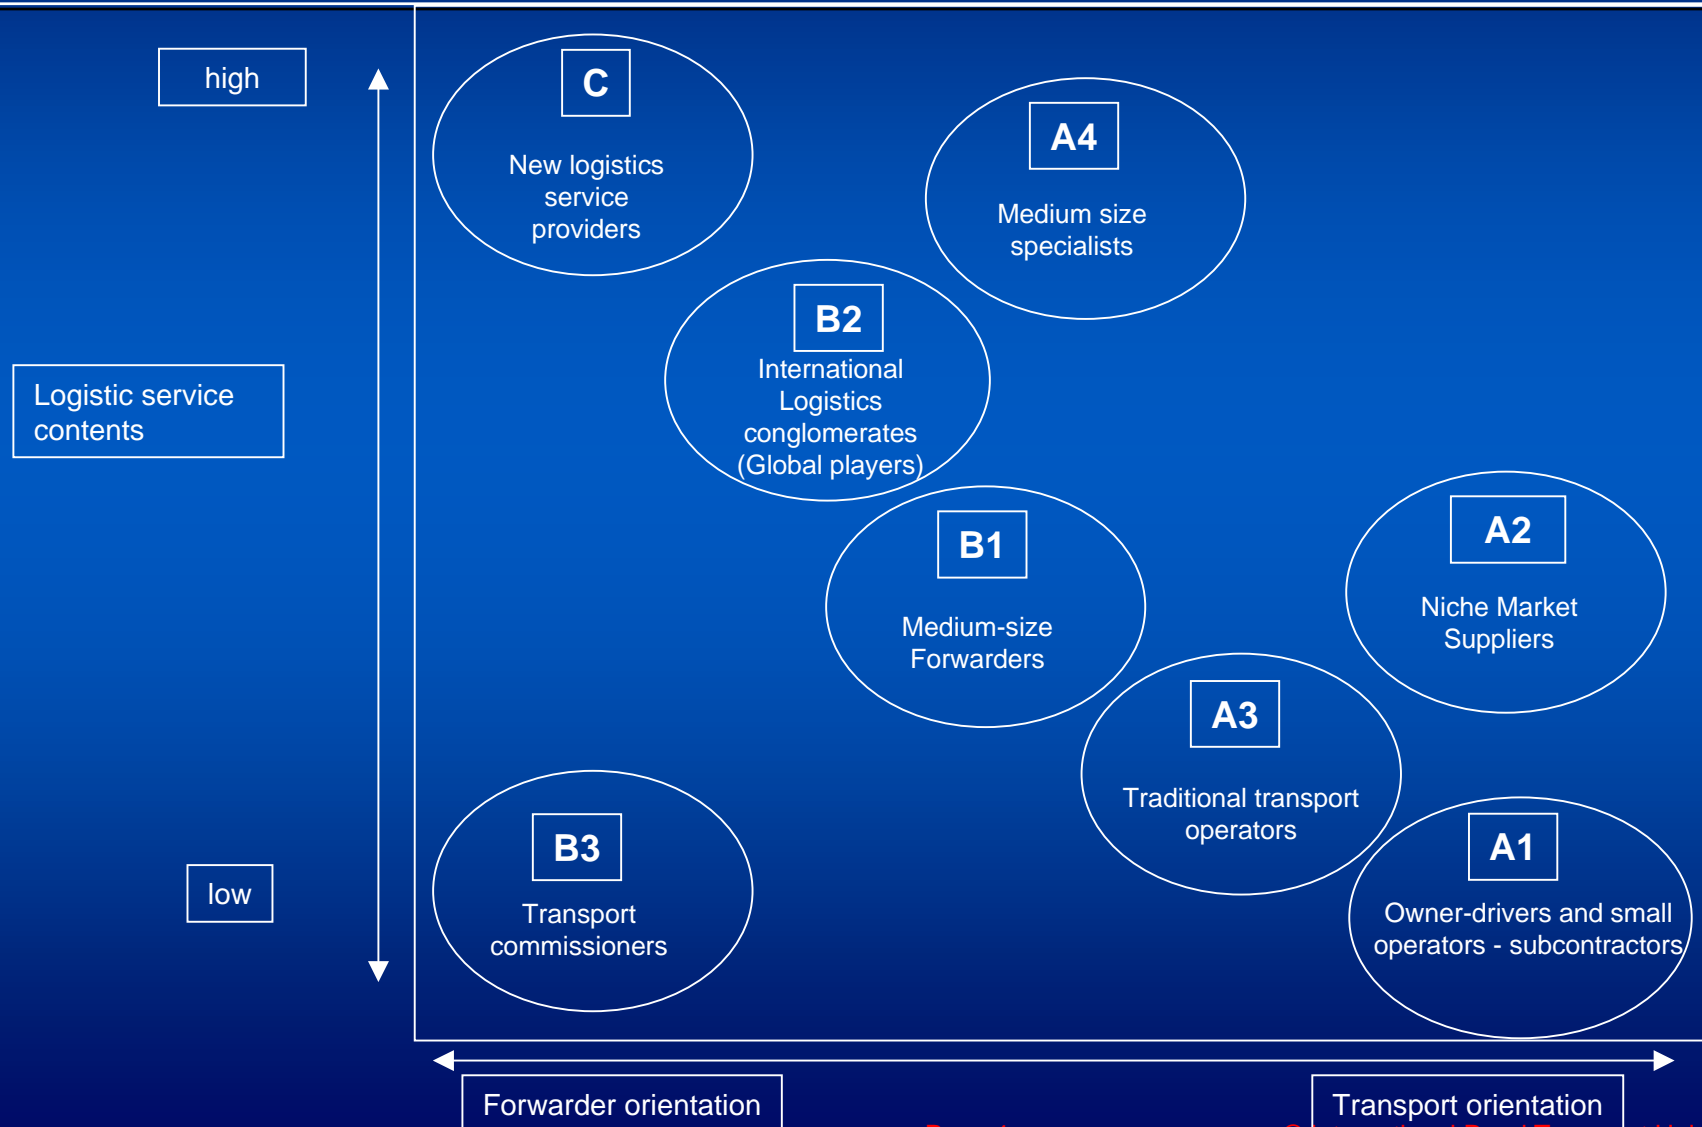 high
C
New logistics
service
providers
A4
Medium size
specialists
B2
International
Logistics
conglomerates
(Global players)
Logistic service
contents
B1
Medium-size
Forwarders
A2
Niche Market
Suppliers
A3
Traditional transport
operators
B3
Transport
commissioners
low
A1
Owner-drivers and small
operators - subcontractors
Forwarder orientation
Transport orientation